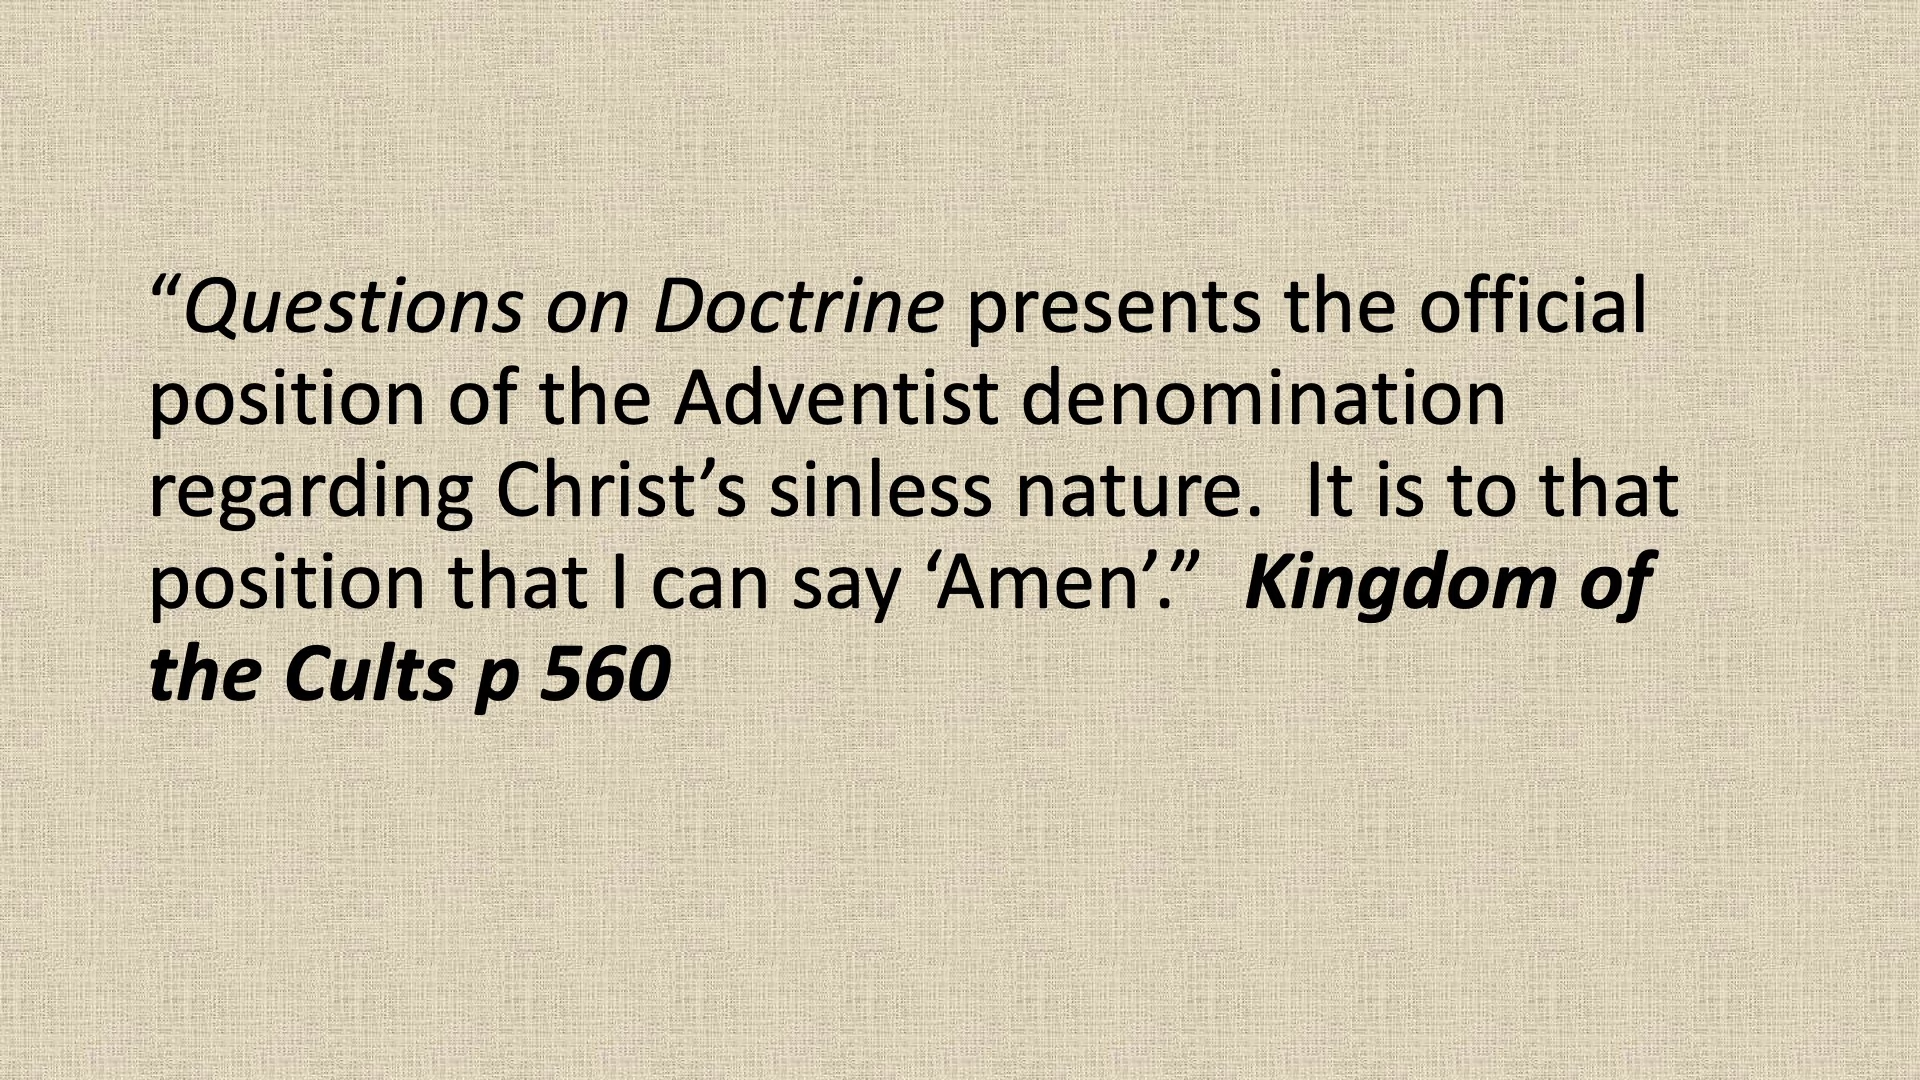 “Questions on Doctrine presents the official
position of the Adventist denomination
regarding Christ’s sinless nature.  It is to that
position that I can say ‘Amen’.”  Kingdom of
the Cults p 560